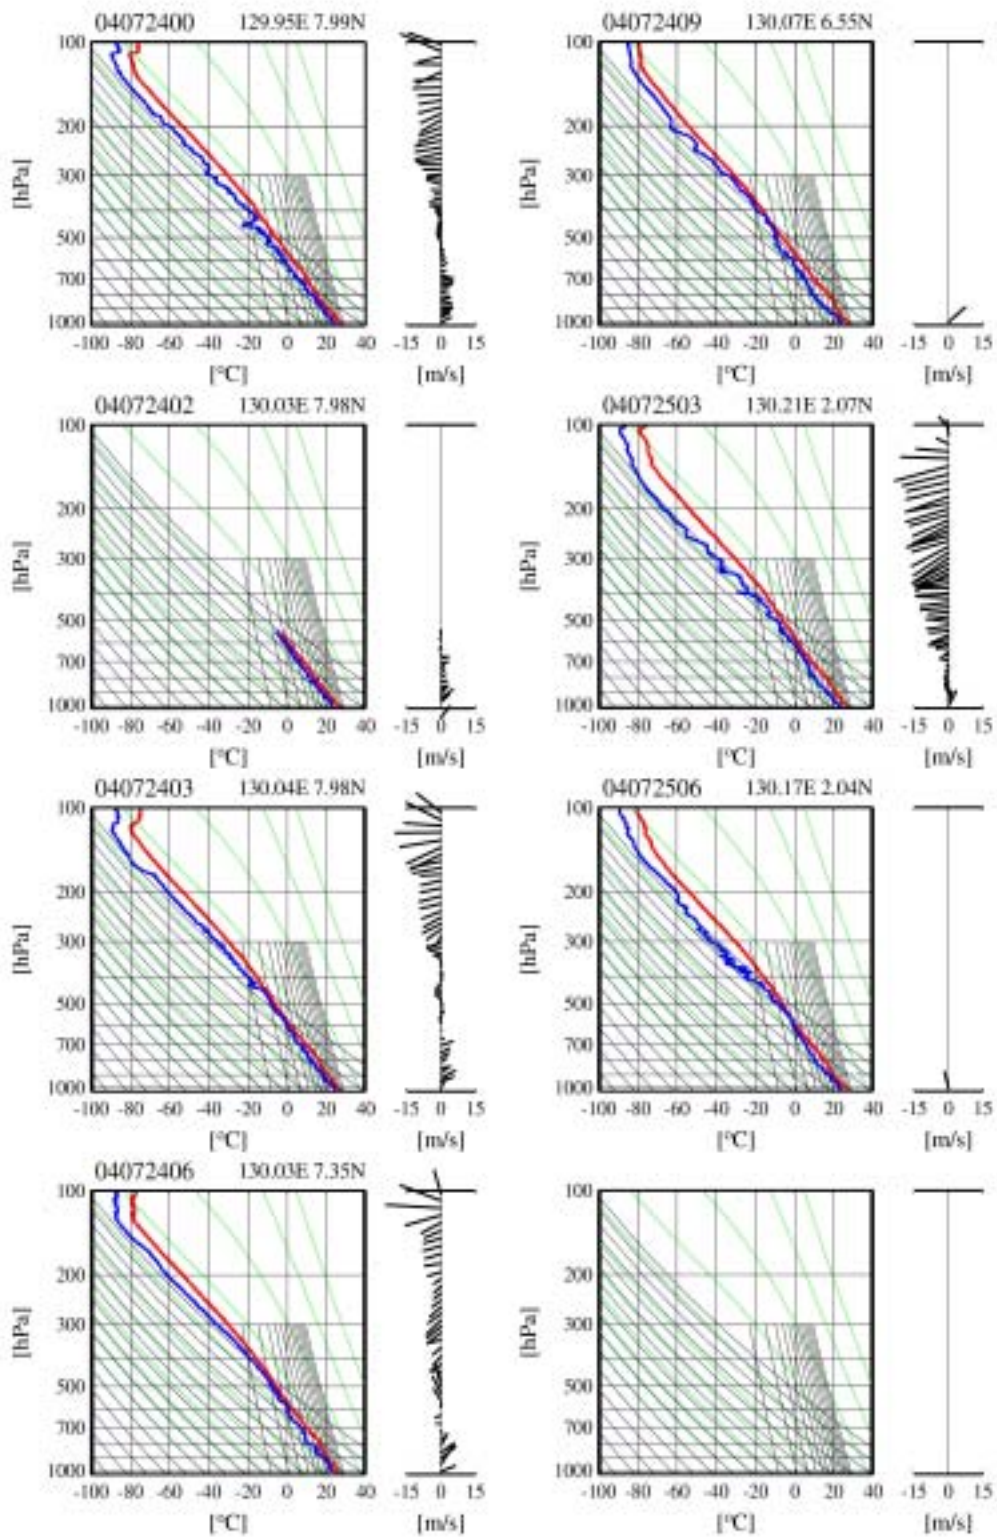 04072400 129.95E 7.99N
100
200
300
500
700
1000
[hPa]
-100 -80 -60 -40 -20 0 20 40
[°C]
-15 0 15
[m/s]
04072409 130.07E 6.55N
100
200
300
500
700
1000
[hPa]
-100 -80 -60 -40 -20 0 20 40
[°C]
-15 0 15
[m/s]
04072402 130.03E 7.98N
100
200
300
500
700
1000
[hPa]
-100 -80 -60 -40 -20 0 20 40
[°C]
-15 0 15
[m/s]
04072503 130.21E 2.07N
100
200
300
500
700
1000
[hPa]
-100 -80 -60 -40 -20 0 20 40
[°C]
-15 0 15
[m/s]
04072403 130.04E 7.98N
100
200
300
500
700
1000
[hPa]
-100 -80 -60 -40 -20 0 20 40
[°C]
-15 0 15
[m/s]
04072506 130.17E 2.04N
100
200
300
500
700
1000
[hPa]
-100 -80 -60 -40 -20 0 20 40
[°C]
-15 0 15
[m/s]
04072406 130.03E 7.35N
100
200
300
500
700
1000
[hPa]
-100 -80 -60 -40 -20 0 20 40
[°C]
-15 0 15
[m/s]
100
200
300
500
700
1000
[hPa]
-100 -80 -60 -40 -20 0 20 40
[°C]
-15 0 15
[m/s]